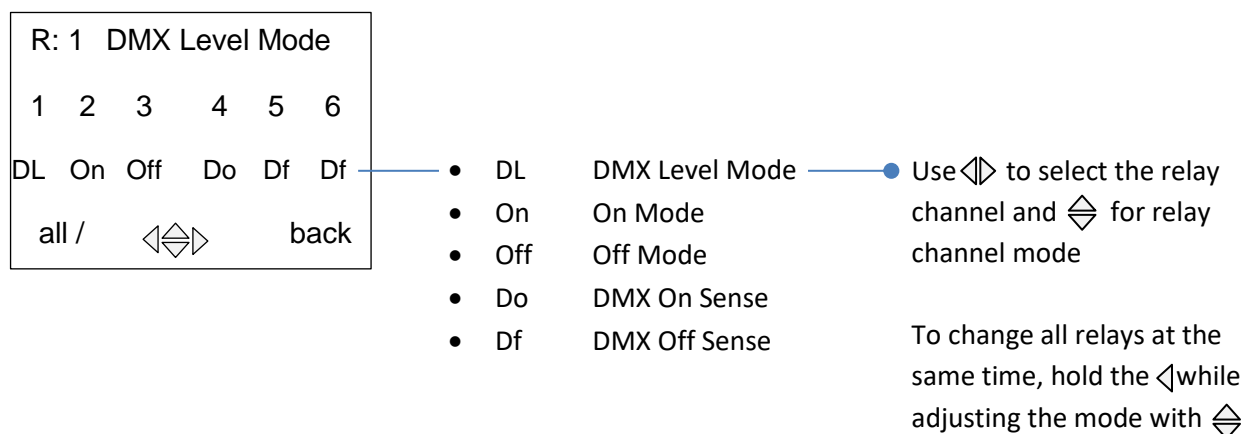 R: 1 DMX Level Mode
1 2 3 4 5 6
DL On Off Do Df Df
all / ◁▷ back
• DL DMX Level Mode
• On On Mode
• Off Off Mode
• Do DMX On Sense
• Df DMX Off Sense
Use ◁▷ to select the relay
channel and for relay
channel mode
To change all relays at the
same time, hold the ◁while
adjusting the mode with